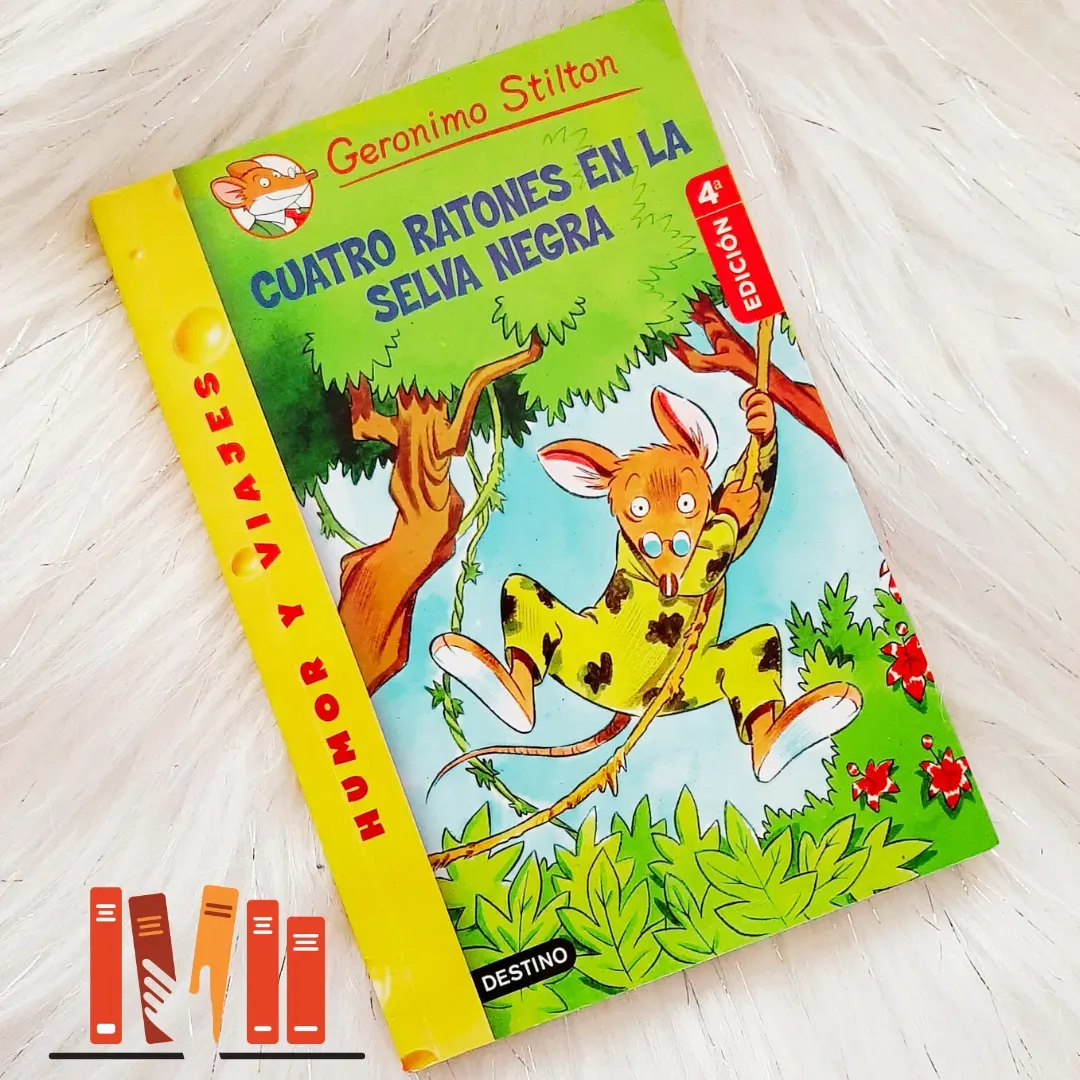 Geronimo Stilton
CUATRO RATONES EN LA
SELVA NEGRA
4ª
EDICIÓN
HUMOR Y VIAJES
DESTINO